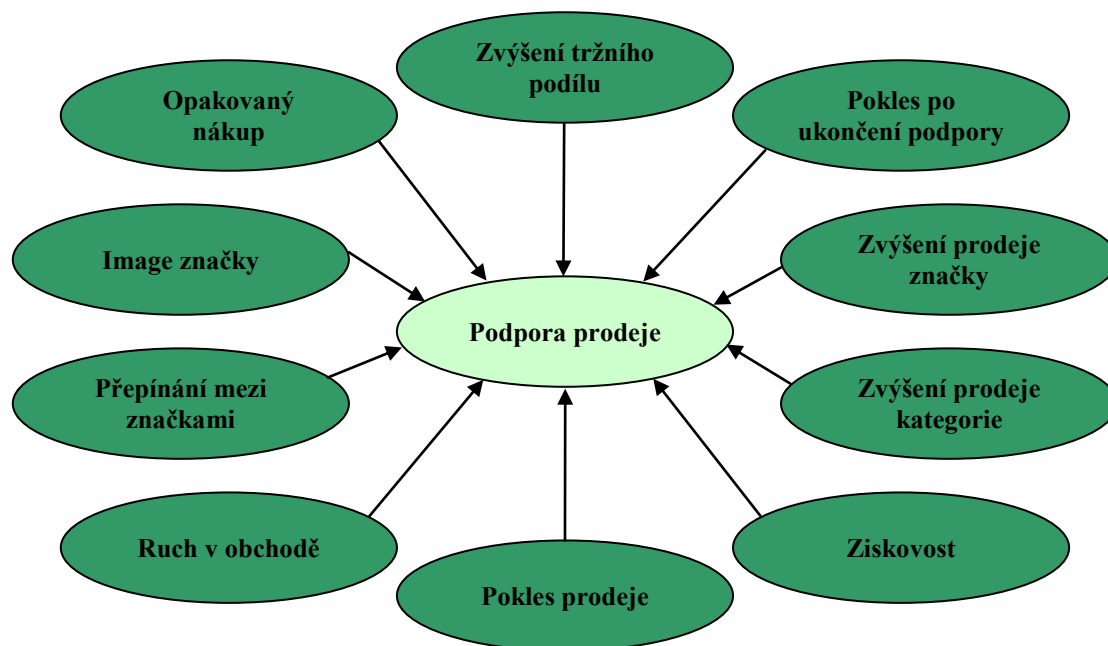 Zvýšení tržního
podílu
Opakovaný
nákup
Pokles po
ukončení podpory
Image značky
Zvýšení prodeje
značky
Podpora prodeje
Přepínání mezi
značkami
Zvýšení prodeje
kategorie
Ruch v obchodě
Pokles prodeje
Ziskovost